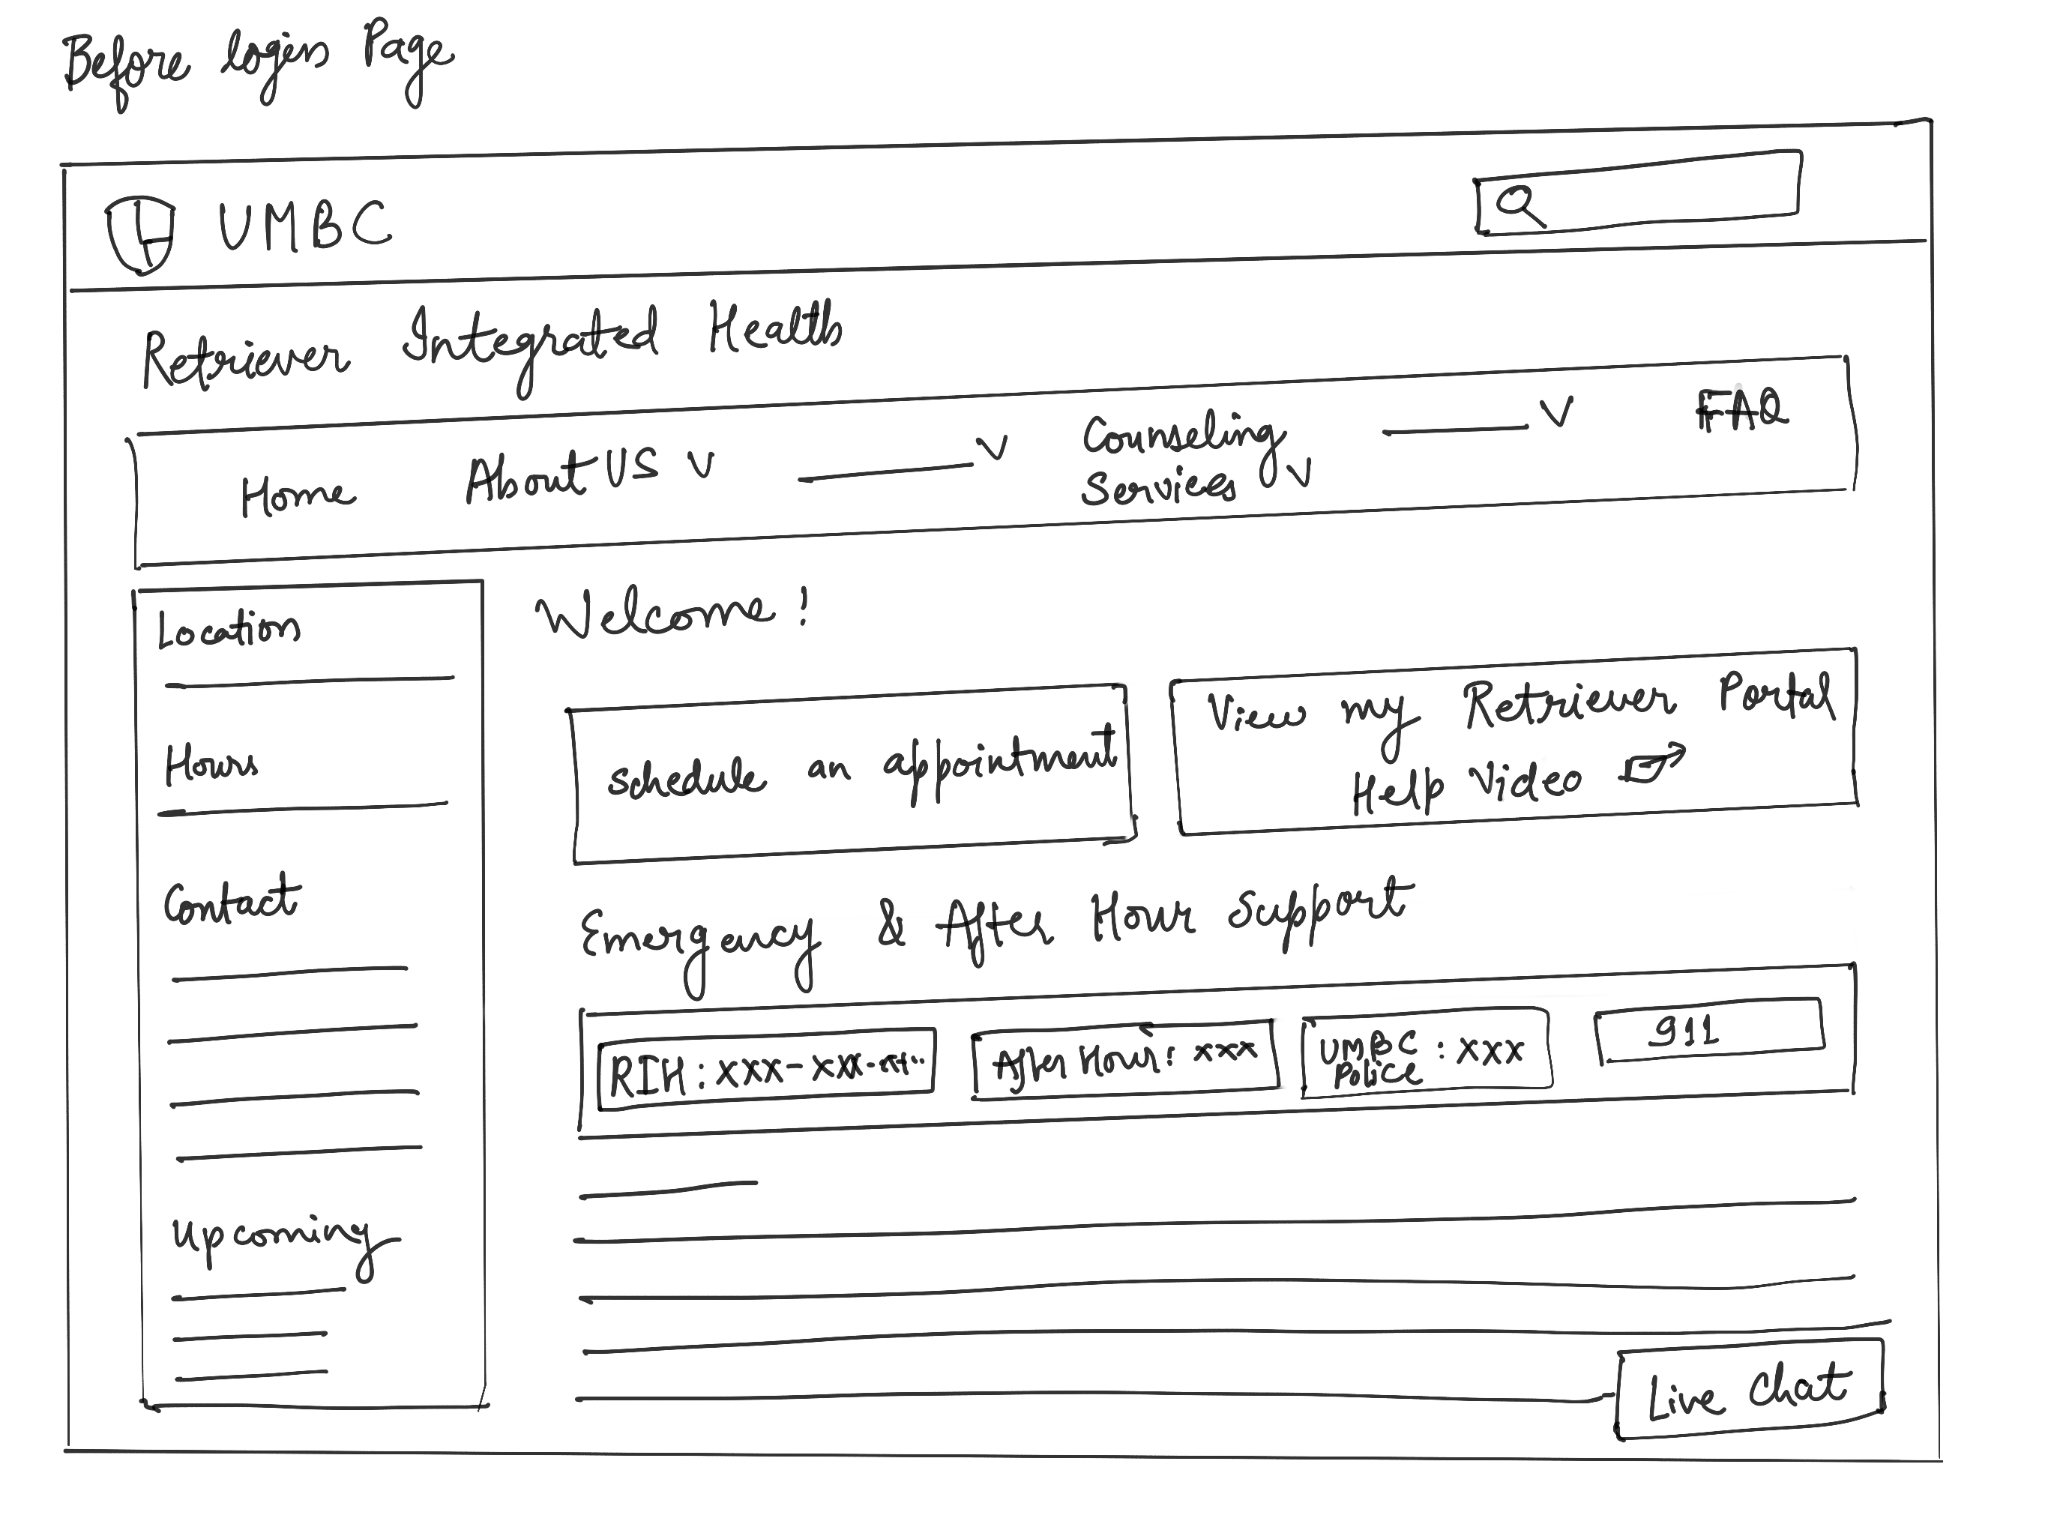 Before login Page
UMBC
Retriever Integrated Health
Home About US v v Counseling Services v v FAQ
Location
Hours
Contact
Upcoming
Welcome!
Schedule an appointment
View my Retriever Portal
Help Video
Emergency & After Hour Support
RIH: XXX-XXX-XXX
After Hour: XXX
UMBC Police : XXX
911
Live Chat